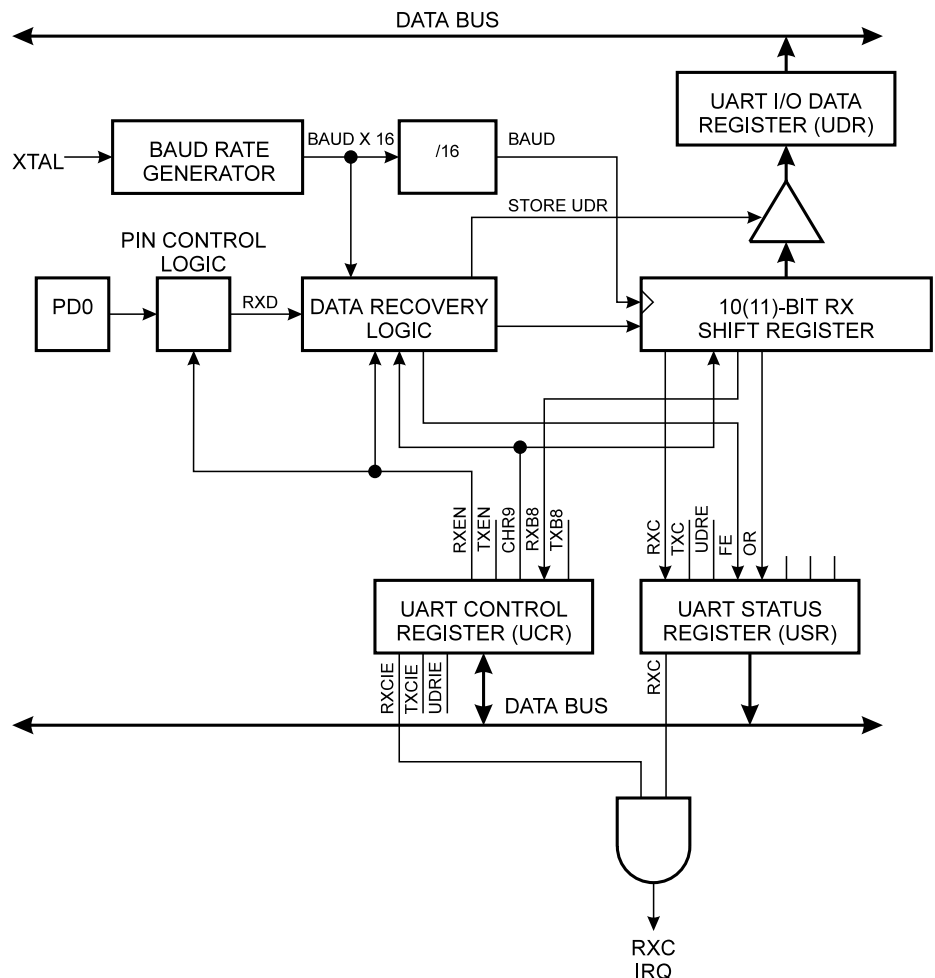 DATA BUS
UART I/O DATA
REGISTER (UDR)
XTAL
BAUD RATE
GENERATOR
BAUD X 16
/16
BAUD
STORE UDR
PIN CONTROL
LOGIC
PD0
RXD
DATA RECOVERY
LOGIC
10(11)-BIT RX
SHIFT REGISTER
RXEN
TXEN
CHR9
RXB8
TXB8
RXC
TXC
UDRE
FE
OR
UART CONTROL
REGISTER (UCR)
UART STATUS
REGISTER (USR)
RXCIE
TXCIE
UDRIE
RXC
DATA BUS
RXC
IRQ